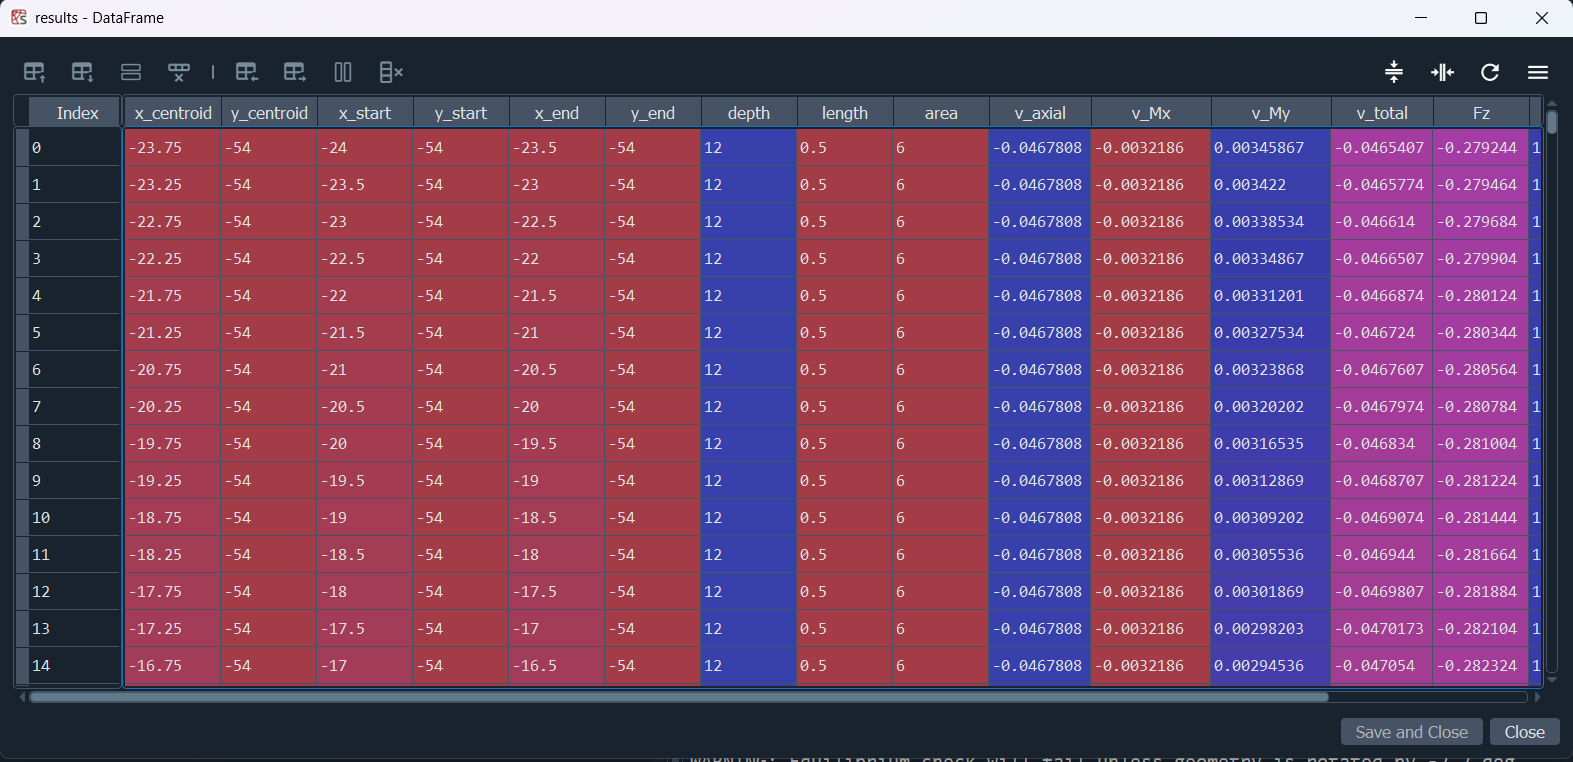 results - DataFrame
Index x_centroid y_centroid x_start y_start x_end y_end depth length area v_axial v_Mx v_My v_total Fz
0 -23.75 -54 -24 -54 -23.5 -54 12 0.5 6 -0.0467808 -0.0032186 0.00345867 -0.0465407 -0.279244 1
1 -23.25 -54 -23.5 -54 -23 -54 12 0.5 6 -0.0467808 -0.0032186 0.003422 -0.0465774 -0.279464 1
2 -22.75 -54 -23 -54 -22.5 -54 12 0.5 6 -0.0467808 -0.0032186 0.00338534 -0.046614 -0.279684 1
3 -22.25 -54 -22.5 -54 -22 -54 12 0.5 6 -0.0467808 -0.0032186 0.00334867 -0.0466507 -0.279904 1
4 -21.75 -54 -22 -54 -21.5 -54 12 0.5 6 -0.0467808 -0.0032186 0.00331201 -0.0466874 -0.280124 1
5 -21.25 -54 -21.5 -54 -21 -54 12 0.5 6 -0.0467808 -0.0032186 0.00327534 -0.046724 -0.280344 1
6 -20.75 -54 -21 -54 -20.5 -54 12 0.5 6 -0.0467808 -0.0032186 0.00323868 -0.0467607 -0.280564 1
7 -20.25 -54 -20.5 -54 -20 -54 12 0.5 6 -0.0467808 -0.0032186 0.00320202 -0.0467974 -0.280784 1
8 -19.75 -54 -20 -54 -19.5 -54 12 0.5 6 -0.0467808 -0.0032186 0.00316535 -0.046834 -0.281004 1
9 -19.25 -54 -19.5 -54 -19 -54 12 0.5 6 -0.0467808 -0.0032186 0.00312869 -0.0468707 -0.281224 1
10 -18.75 -54 -19 -54 -18.5 -54 12 0.5 6 -0.0467808 -0.0032186 0.00309202 -0.0469074 -0.281444 1
11 -18.25 -54 -18.5 -54 -18 -54 12 0.5 6 -0.0467808 -0.0032186 0.00305536 -0.046944 -0.281664 1
12 -17.75 -54 -18 -54 -17.5 -54 12 0.5 6 -0.0467808 -0.0032186 0.00301869 -0.0469807 -0.281884 1
13 -17.25 -54 -17.5 -54 -17 -54 12 0.5 6 -0.0467808 -0.0032186 0.00298203 -0.0470173 -0.282104 1
14 -16.75 -54 -17 -54 -16.5 -54 12 0.5 6 -0.0467808 -0.0032186 0.00294536 -0.047054 -0.282324 1
Save and Close Close